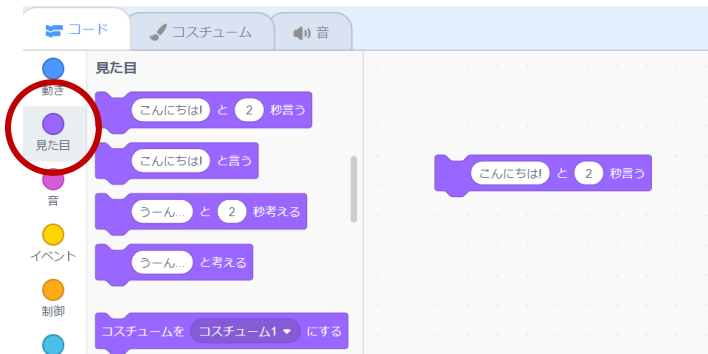 コード コスチューム 音
動き
見た目
音
イベント
制御
見た目
こんにちは! と 2 秒言う
こんにちは! と言う
うーん... と 2 秒考える
うーん... と考える
コスチュームを コスチューム1 にする
こんにちは! と 2 秒言う